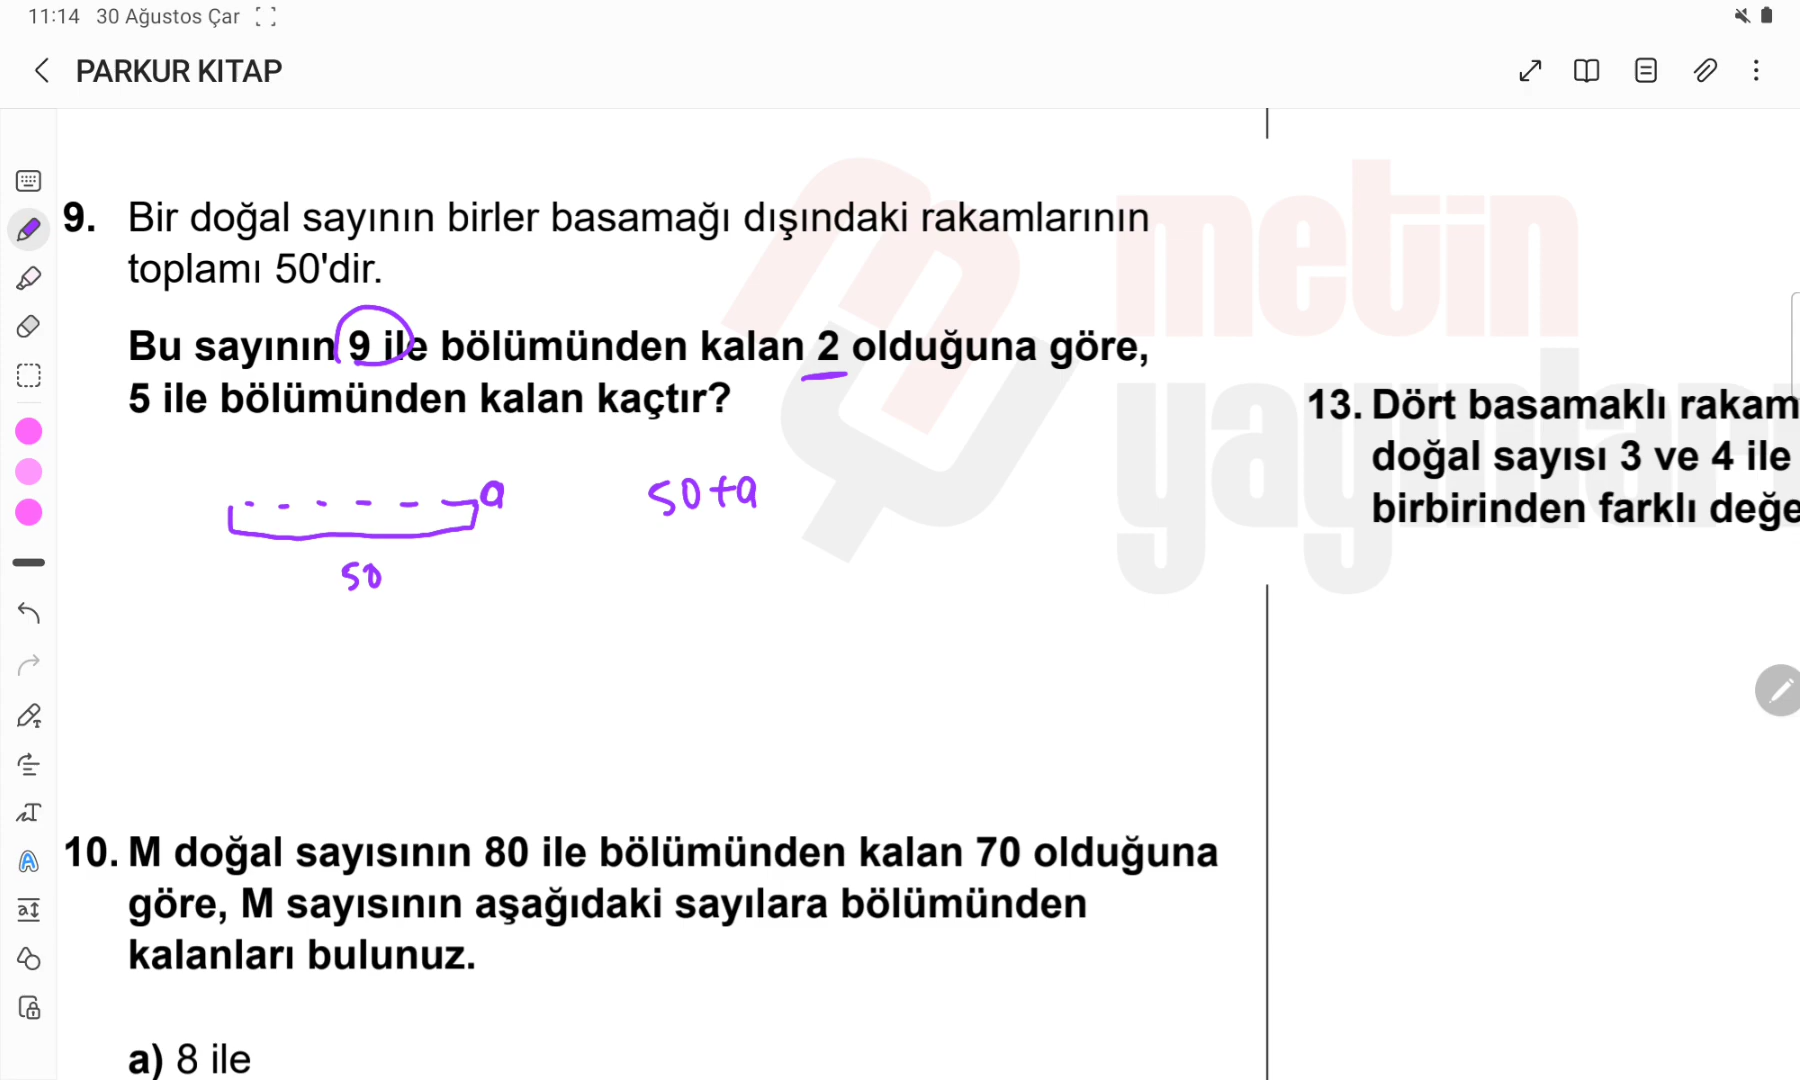 11:14 30 Ağustos Çar
PARKUR KITAP
9. Bir doğal sayının birler basamağı dışındaki rakamlarının
toplamı 50'dir.
Bu sayının 9 ile bölümünden kalan 2 olduğuna göre,
5 ile bölümünden kalan kaçtır?
a
50
50+a
10. M doğal sayısının 80 ile bölümünden kalan 70 olduğuna
göre, M sayısının aşağıdaki sayılara bölümünden
kalanları bulunuz.
a) 8 ile
13. Dört basamaklı rakam
doğal sayısı 3 ve 4 ile
birbirinden farklı değe
metin
yayınları